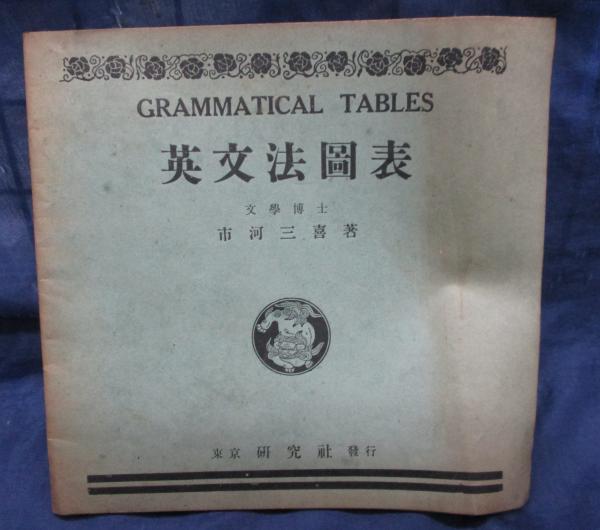 GRAMMATICAL TABLES
英文法圖表
文學博士
市河三喜著
東京 研究社 發行